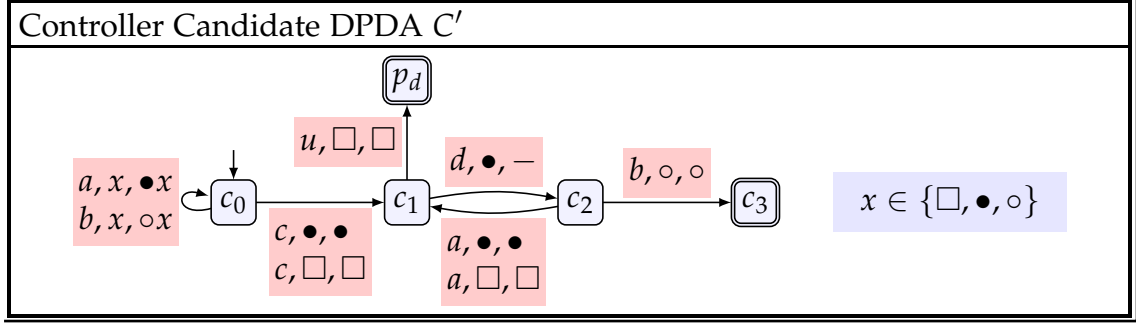 Controller Candidate DPDA C′
p_d
u, □, □
d, •, −
b, ∘, ∘
a, x, •x
b, x, ∘x
c_0
c_1
c_2
c_3
x ∈ {□, •, ∘}
c, •, •
c, □, □
a, •, •
a, □, □